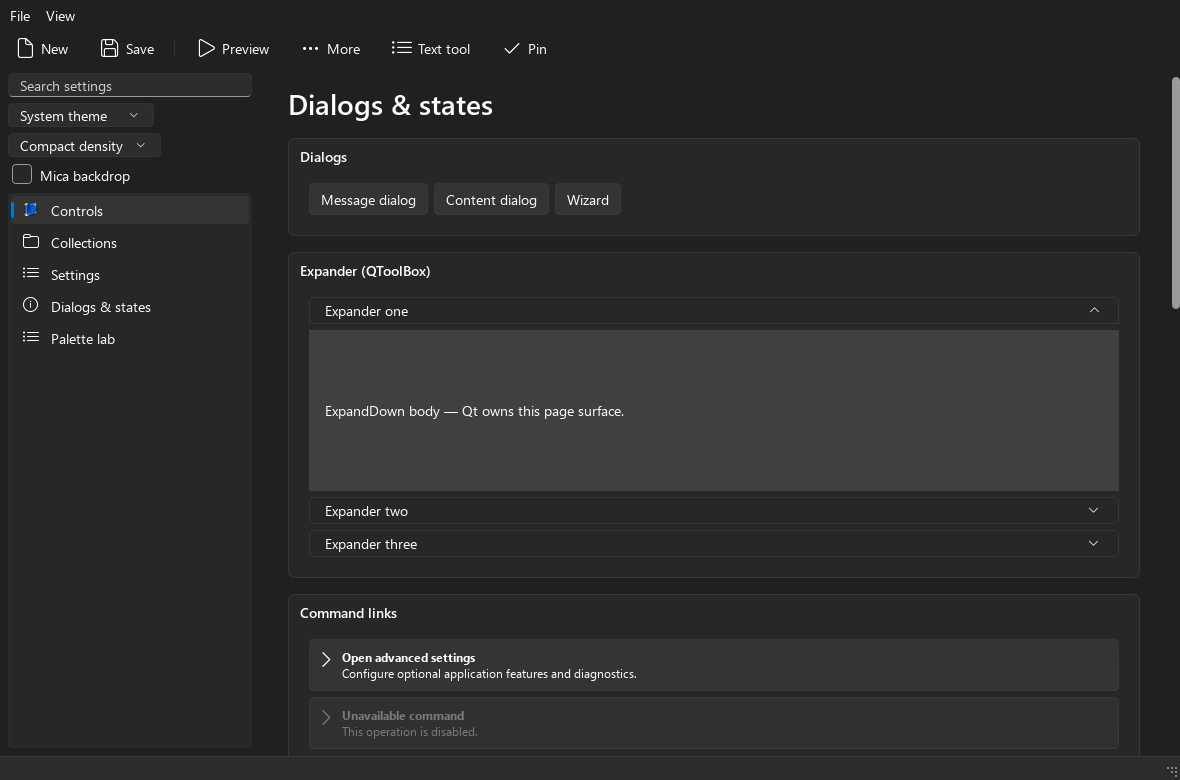 File View
New Save Preview More Text tool Pin
Search settings
System theme
Compact density
Mica backdrop
Controls
Collections
Settings
Dialogs & states
Palette lab
Dialogs & states
Dialogs
Message dialog Content dialog Wizard
Expander (QToolBox)
Expander one
ExpandDown body — Qt owns this page surface.
Expander two
Expander three
Command links
Open advanced settings
Configure optional application features and diagnostics.
Unavailable command
This operation is disabled.